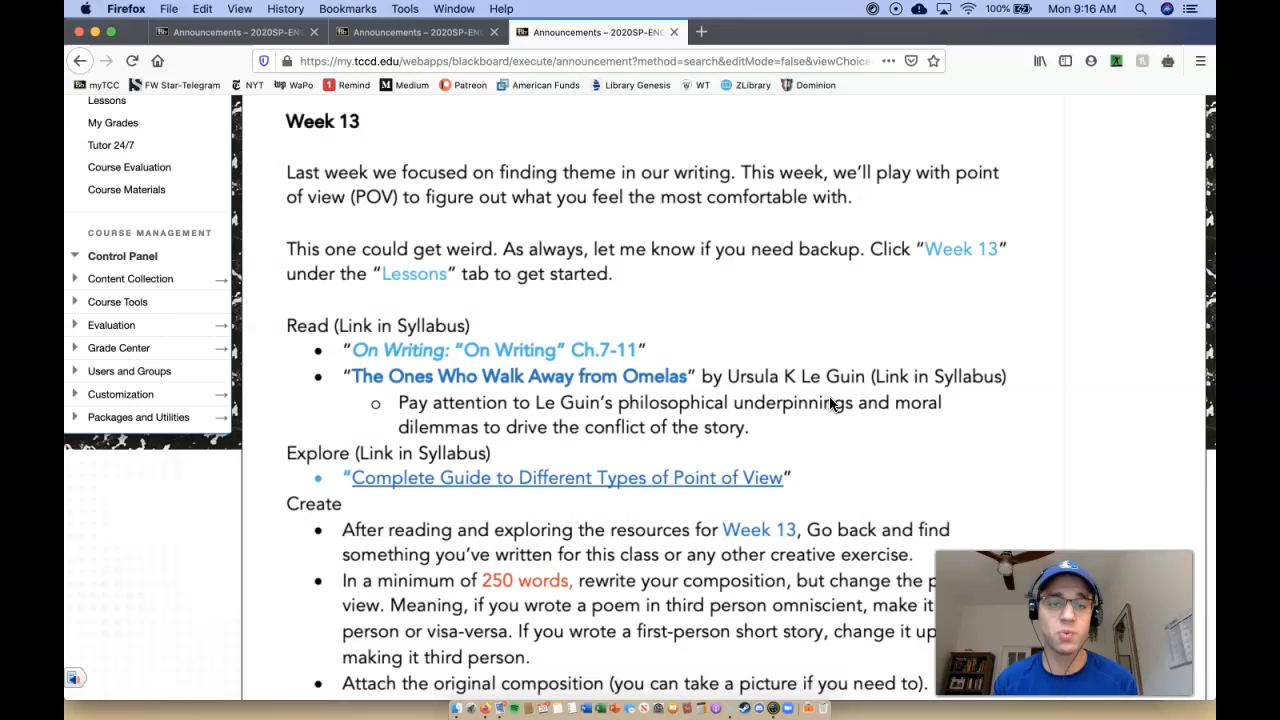 Firefox File Edit View History Bookmarks Tools Window Help 100% Mon 9:16 AM
Announcements – 2020SP-ENG Announcements – 2020SP-ENG Announcements – 2020SP-ENG
https://my.tccd.edu/webapps/blackboard/execute/announcement?method=search&editMode=false&viewChoice=
myTCC FW Star-Telegram NYT WaPo 1 Remind Medium Patreon American Funds Library Genesis WT ZLibrary Dominion
Lessons
My Grades
Tutor 24/7
Course Evaluation
Course Materials
COURSE MANAGEMENT
Control Panel
Content Collection
Course Tools
Evaluation
Grade Center
Users and Groups
Customization
Packages and Utilities
Week 13
Last week we focused on finding theme in our writing. This week, we’ll play with point
of view (POV) to figure out what you feel the most comfortable with.
This one could get weird. As always, let me know if you need backup. Click “Week 13”
under the “Lessons” tab to get started.
Read (Link in Syllabus)
• “On Writing: “On Writing” Ch.7-11”
• “The Ones Who Walk Away from Omelas” by Ursula K Le Guin (Link in Syllabus)
o Pay attention to Le Guin’s philosophical underpinnings and moral
dilemmas to drive the conflict of the story.
Explore (Link in Syllabus)
• “Complete Guide to Different Types of Point of View”
Create
• After reading and exploring the resources for Week 13, Go back and find
something you’ve written for this class or any other creative exercise.
• In a minimum of 250 words, rewrite your composition, but change the p
view. Meaning, if you wrote a poem in third person omniscient, make it
person or visa-versa. If you wrote a first-person short story, change it up
making it third person.
• Attach the original composition (you can take a picture if you need to).